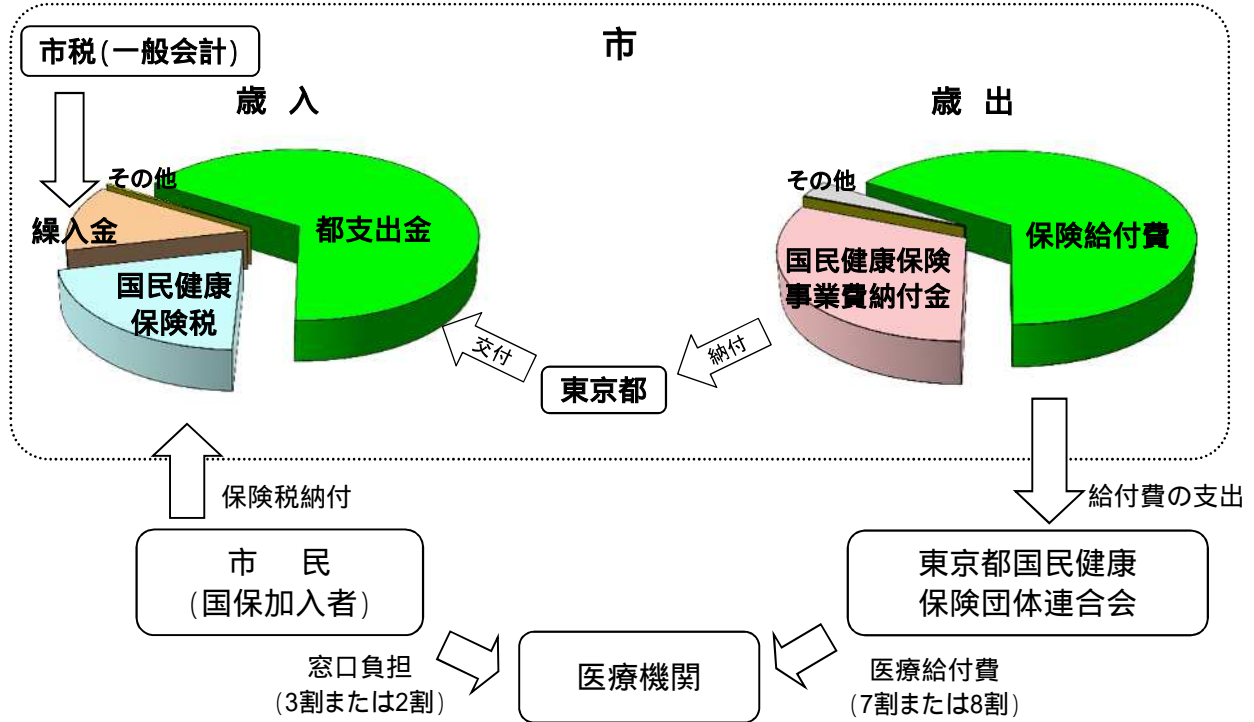 市
市税(一般会計)
歳 入
歳 出
その他
繰入金
都支出金
国民健康
保険税
その他
保険給付費
国民健康保険
事業費納付金
交付
納付
東京都
保険税納付
給付費の支出
市 民
(国保加入者)
東京都国民健康
保険団体連合会
窓口負担
(3割または2割)
医療機関
医療給付費
(7割または8割)